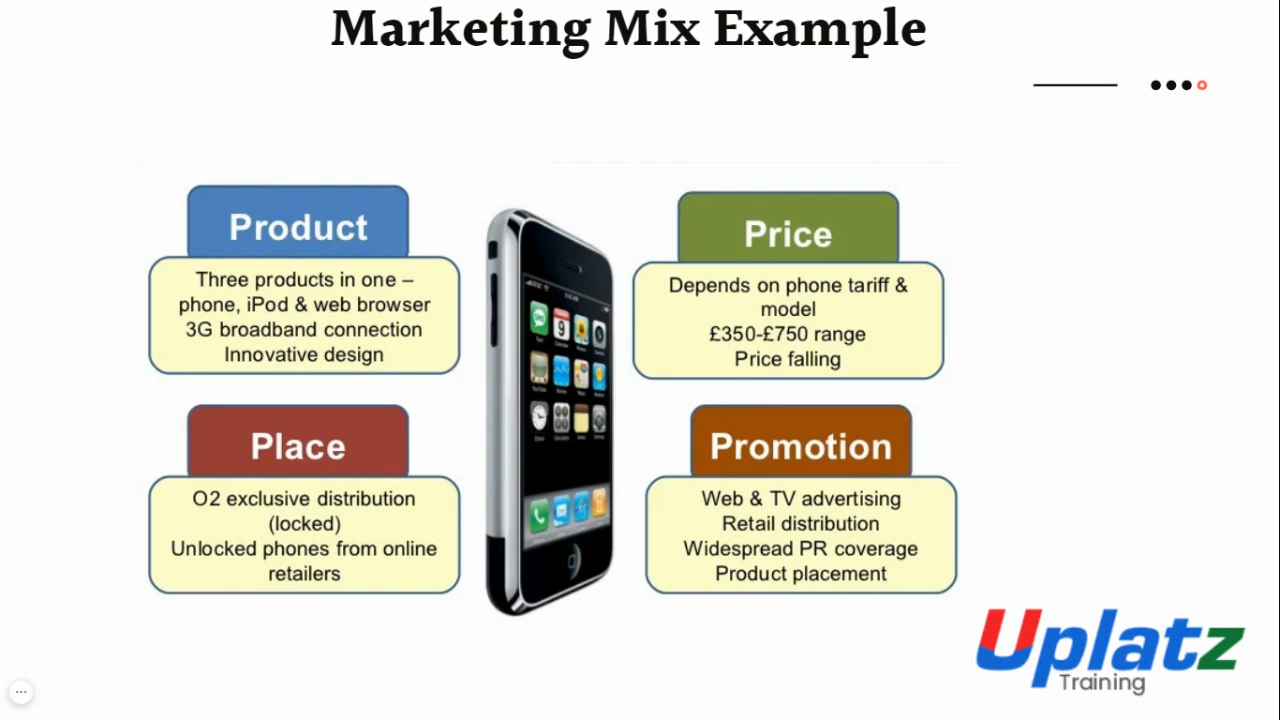 Marketing Mix Example
Product
Three products in one –
phone, iPod & web browser
3G broadband connection
Innovative design
Price
Depends on phone tariff &
model
£350-£750 range
Price falling
Place
O2 exclusive distribution
(locked)
Unlocked phones from online
retailers
Promotion
Web & TV advertising
Retail distribution
Widespread PR coverage
Product placement
Uplatz
Training